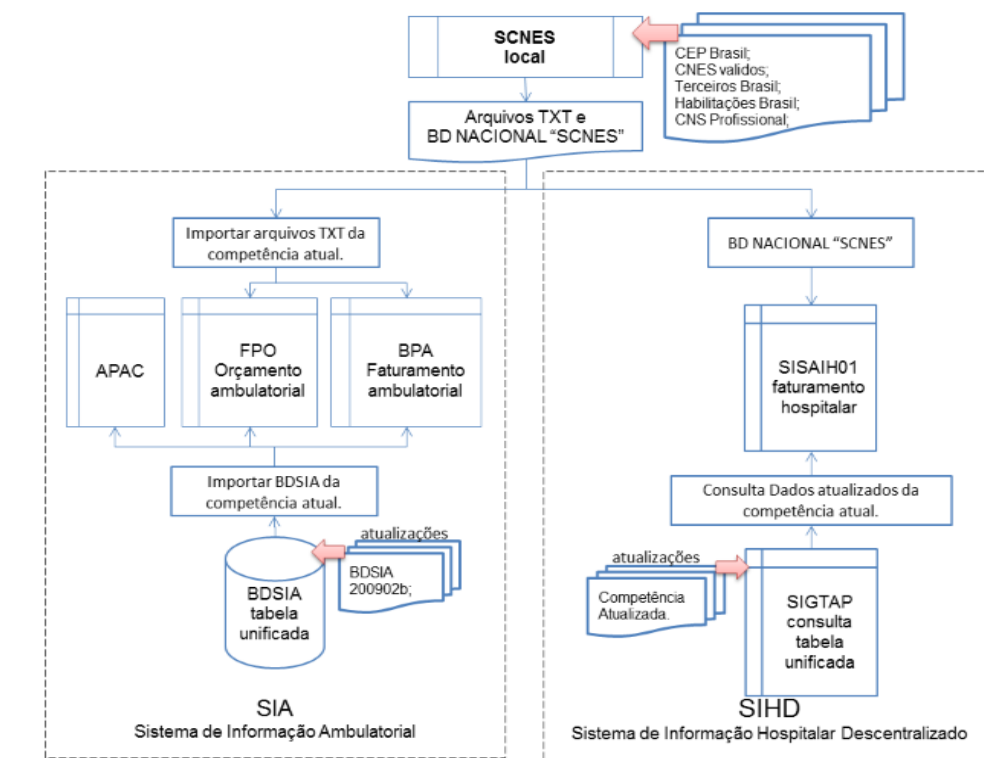 SCNES
local
CEP Brasil;
CNES validos;
Terceiros Brasil;
Habilitações Brasil;
CNS Profissional;
Arquivos TXT e
BD NACIONAL “SCNES”
Importar arquivos TXT da
competência atual.
BD NACIONAL “SCNES”
APAC
FPO
Orçamento
ambulatorial
BPA
Faturamento
ambulatorial
SISAIH01
faturamento
hospitalar
Importar BDSIA da
competência atual.
Consulta Dados atualizados da
competência atual.
atualizações
BDSIA
200902b;
BDSIA
tabela
unificada
atualizações
Competência
Atualizada.
SIGTAP
consulta
tabela
unificada
SIA
Sistema de Informação Ambulatorial
SIHD
Sistema de Informação Hospitalar Descentralizado